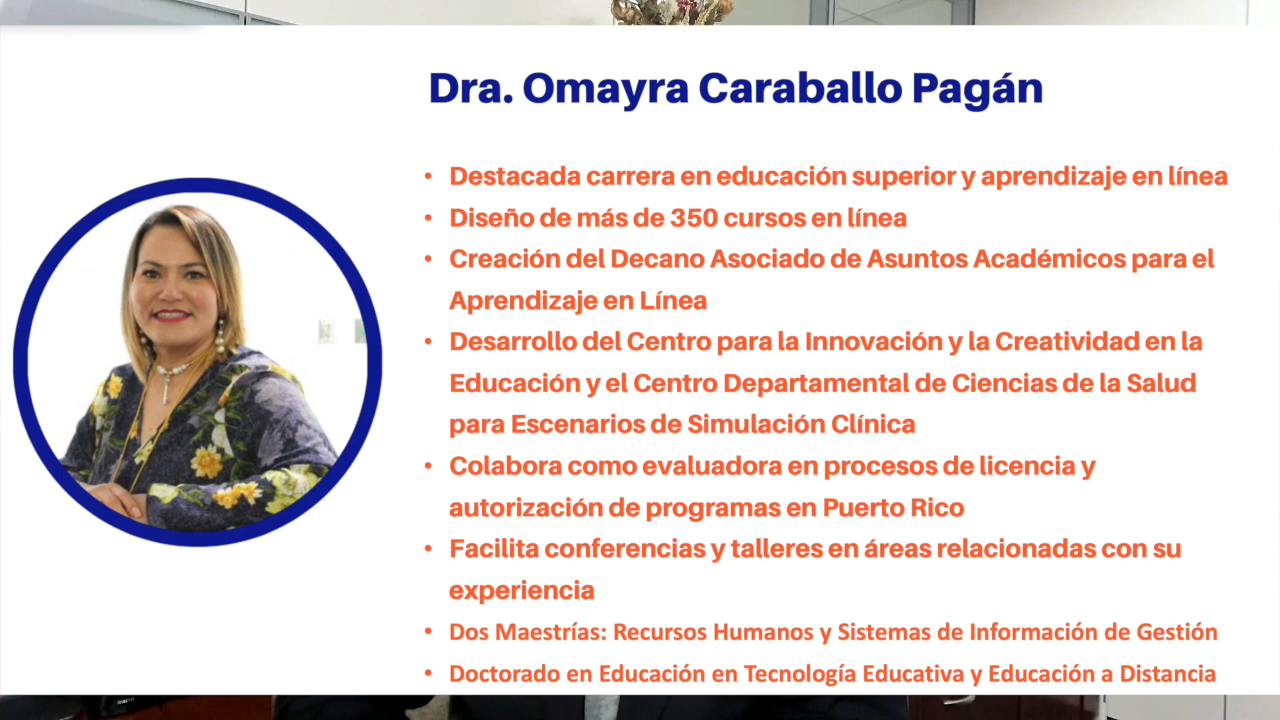 Dra. Omayra Caraballo Pagán
• Destacada carrera en educación superior y aprendizaje en línea
• Diseño de más de 350 cursos en línea
• Creación del Decano Asociado de Asuntos Académicos para el
Aprendizaje en Línea
• Desarrollo del Centro para la Innovación y la Creatividad en la
Educación y el Centro Departamental de Ciencias de la Salud
para Escenarios de Simulación Clínica
• Colabora como evaluadora en procesos de licencia y
autorización de programas en Puerto Rico
• Facilita conferencias y talleres en áreas relacionadas con su
experiencia
• Dos Maestrías: Recursos Humanos y Sistemas de Información de Gestión
• Doctorado en Educación en Tecnología Educativa y Educación a Distancia